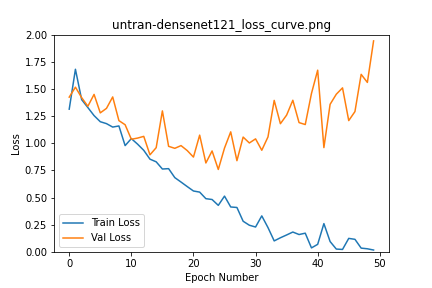 untran-densenet121_loss_curve.png
2.00
1.75
1.50
1.25
1.00
0.75
0.50
0.25
0.00
Loss
Train Loss
Val Loss
0 10 20 30 40 50
Epoch Number